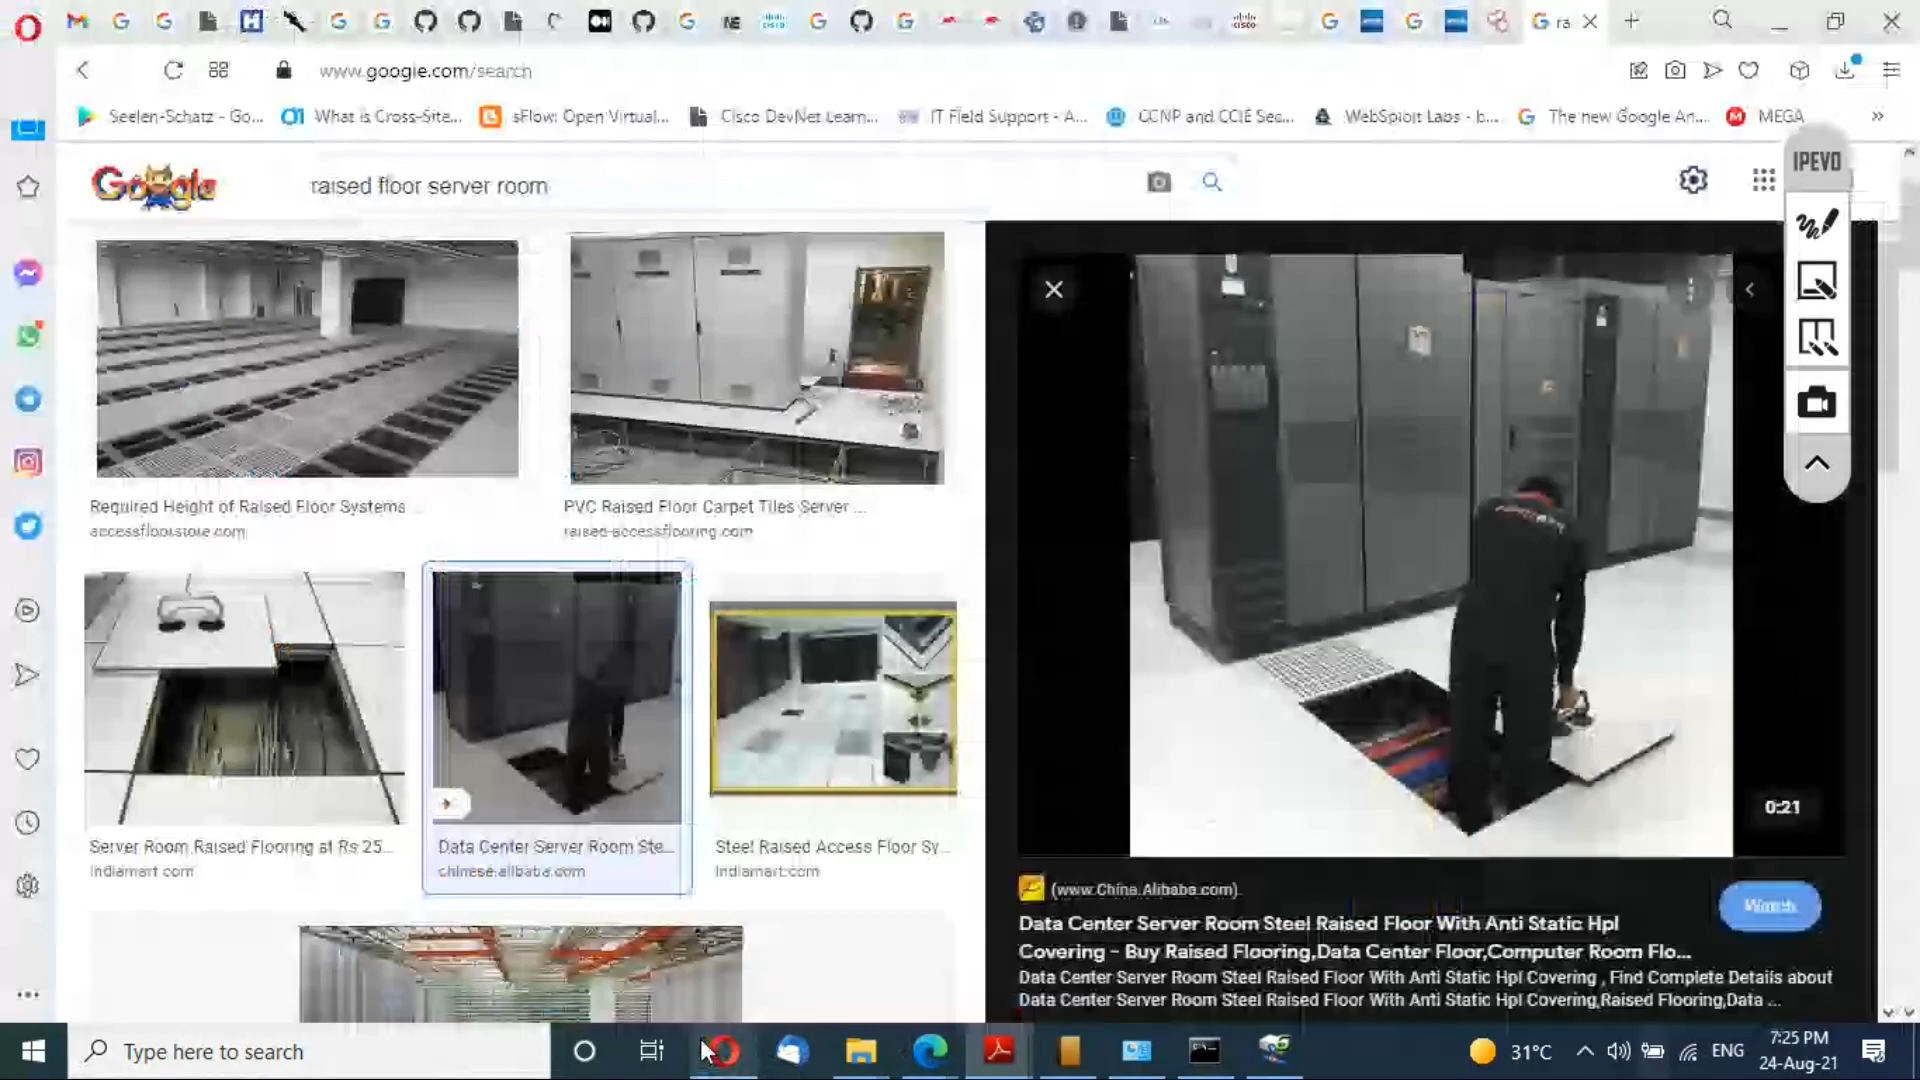 ra
www.google.com/search
Seelen-Schatz - Go...
What is Cross-Site...
sFlow: Open Virtual...
Cisco DevNet Learn...
IT Field Support - A...
CCNP and CCIE Sec...
WebSploit Labs - b...
The new Google An...
MEGA
IPEVO
Google
raised floor server room
Required Height of Raised Floor Systems ...
accessfloorstore.com
PVC Raised Floor Carpet Tiles Server ...
raised-accessflooring.com
Server Room Raised Flooring at Rs 25...
indiamart.com
Data Center Server Room Ste...
chinese.alibaba.com
Steel Raised Access Floor Sy...
indiamart.com
0:21
(www.China.Alibaba.com)
Watch
Data Center Server Room Steel Raised Floor With Anti Static Hpl
Covering - Buy Raised Flooring,Data Center Floor,Computer Room Flo...
Data Center Server Room Steel Raised Floor With Anti Static Hpl Covering , Find Complete Details about
Data Center Server Room Steel Raised Floor With Anti Static Hpl Covering,Raised Flooring,Data ...
Type here to search
31°C
ENG
7:25 PM
24-Aug-21